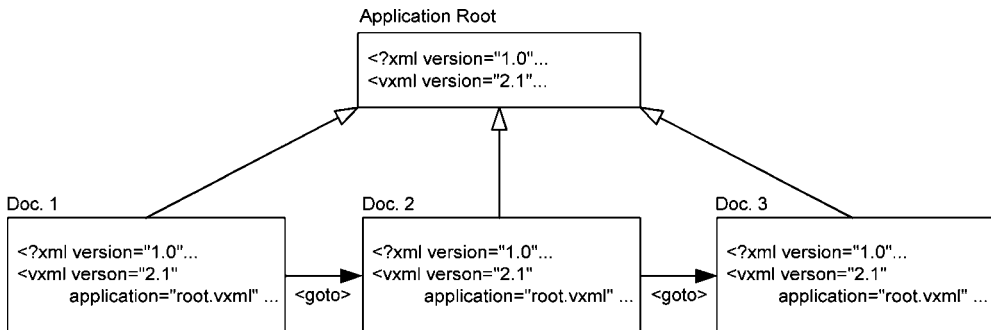 Application Root
<?xml version="1.0"...
<vxml version="2.1"...
Doc. 1
<?xml version="1.0"...
<vxml verson="2.1"
application="root.vxml" ...
<goto>
Doc. 2
<?xml version="1.0"...
<vxml verson="2.1"
application="root.vxml" ...
<goto>
Doc. 3
<?xml version="1.0"...
<vxml verson="2.1"
application="root.vxml" ...